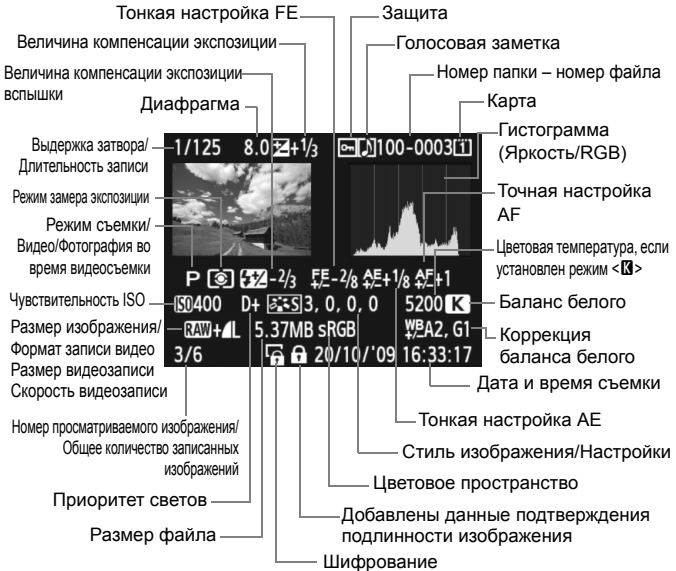 Тонкая настройка FE
Защита
Величина компенсации экспозиции
Голосовая заметка
Величина компенсации экспозиции
вспышки
Номер папки – номер файла
Диафрагма
Карта
Гистограмма
(Яркость/RGB)
Выдержка затвора/
Длительность записи
1/125 8.0 +1/3 100-0003 1
Режим замера экспозиции
Точная настройка
AF
Режим съемки/
Видео/Фотография во
время видеосъемки
Цветовая температура, если
установлен режим <K>
P -2/3 FE-2/8 AE+1/8 AF+1
Чувствительность ISO
ISO400 D+ S 3, 0, 0, 0 5200 K
Баланс белого
Размер изображения/
Формат записи видео
Размер видеозаписи
Скорость видеозаписи
RAW+L 5.37MB sRGB WB A2, G1
Коррекция
баланса белого
3/6 20/10/'09 16:33:17
Дата и время съемки
Номер просматриваемого изображения/
Общее количество записанных
изображений
Тонкая настройка AE
Стиль изображения/Настройки
Приоритет светов
Цветовое пространство
Размер файла
Добавлены данные подтверждения
подлинности изображения
Шифрование